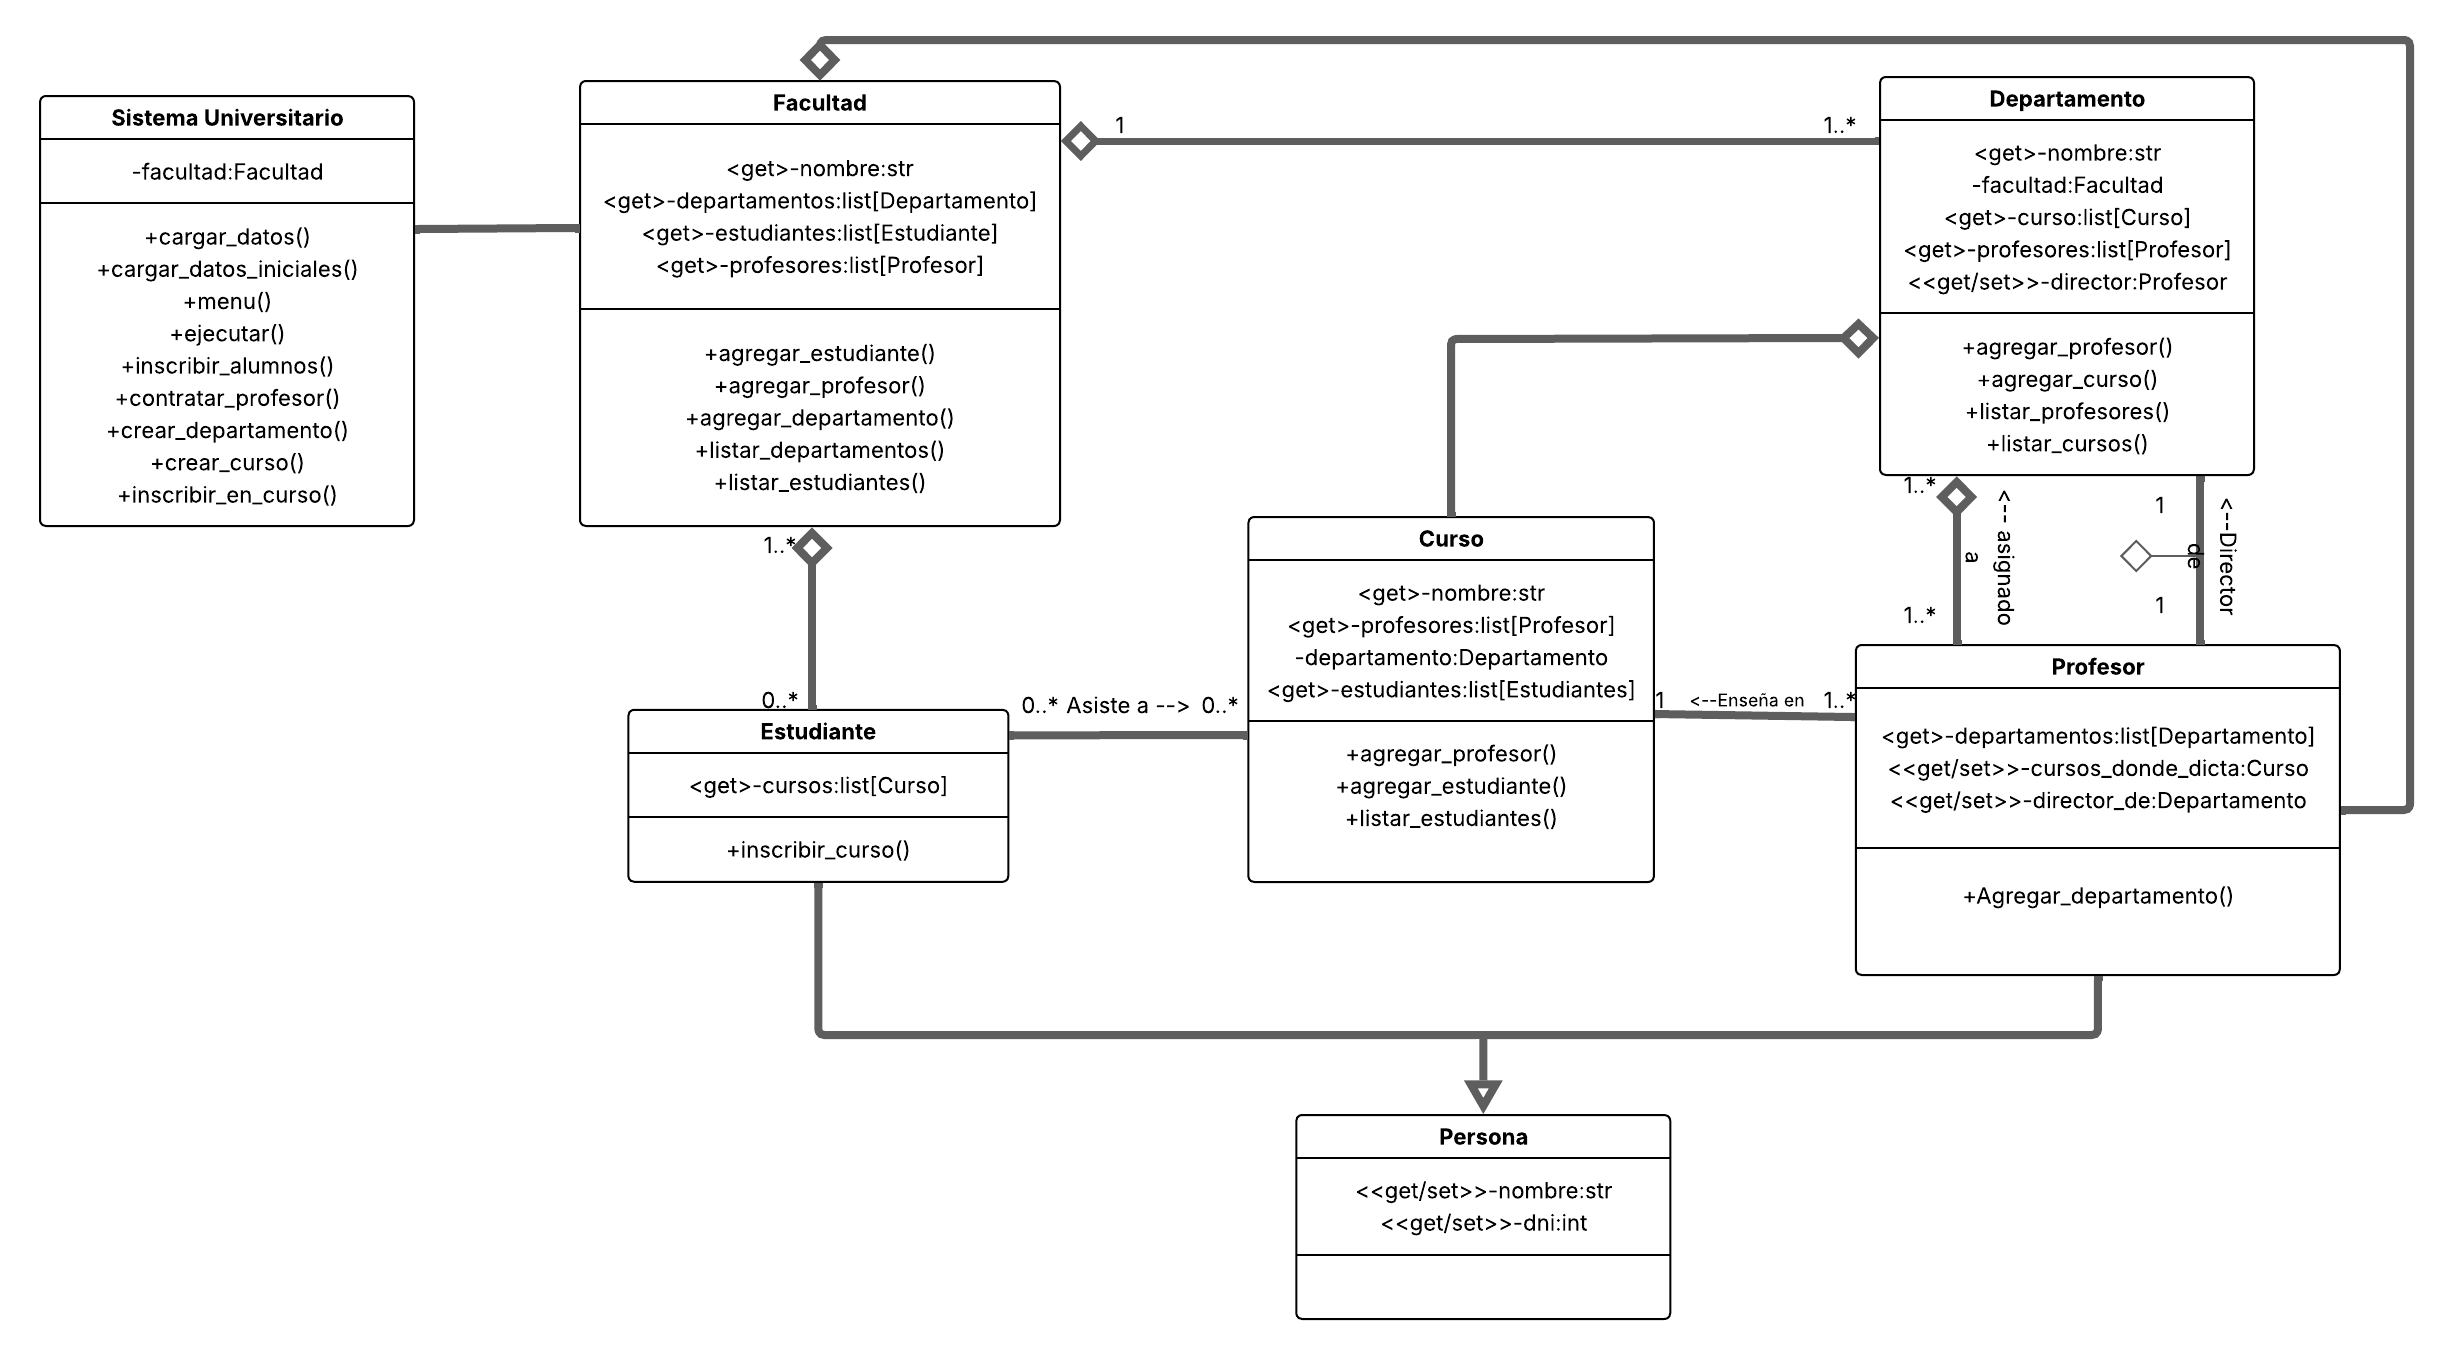 Sistema Universitario
-facultad:Facultad
+cargar_datos()
+cargar_datos_iniciales()
+menu()
+ejecutar()
+inscribir_alumnos()
+contratar_profesor()
+crear_departamento()
+crear_curso()
+inscribir_en_curso()
Facultad
<get>-nombre:str
<get>-departamentos:list[Departamento]
<get>-estudiantes:list[Estudiante]
<get>-profesores:list[Profesor]
+agregar_estudiante()
+agregar_profesor()
+agregar_departamento()
+listar_departamentos()
+listar_estudiantes()
1
1..*
Departamento
<get>-nombre:str
-facultad:Facultad
<get>-curso:list[Curso]
<get>-profesores:list[Profesor]
<<get/set>>-director:Profesor
+agregar_profesor()
+agregar_curso()
+listar_profesores()
+listar_cursos()
1..*
<-- asignado
a
1..*
1
<--Director
de
1
1..*
0..*
Estudiante
<get>-cursos:list[Curso]
+inscribir_curso()
0..* Asiste a --> 0..*
Curso
<get>-nombre:str
<get>-profesores:list[Profesor]
-departamento:Departamento
<get>-estudiantes:list[Estudiantes]
+agregar_profesor()
+agregar_estudiante()
+listar_estudiantes()
1 <--Enseña en 1..*
Profesor
<get>-departamentos:list[Departamento]
<<get/set>>-cursos_donde_dicta:Curso
<<get/set>>-director_de:Departamento
+Agregar_departamento()
Persona
<<get/set>>-nombre:str
<<get/set>>-dni:int